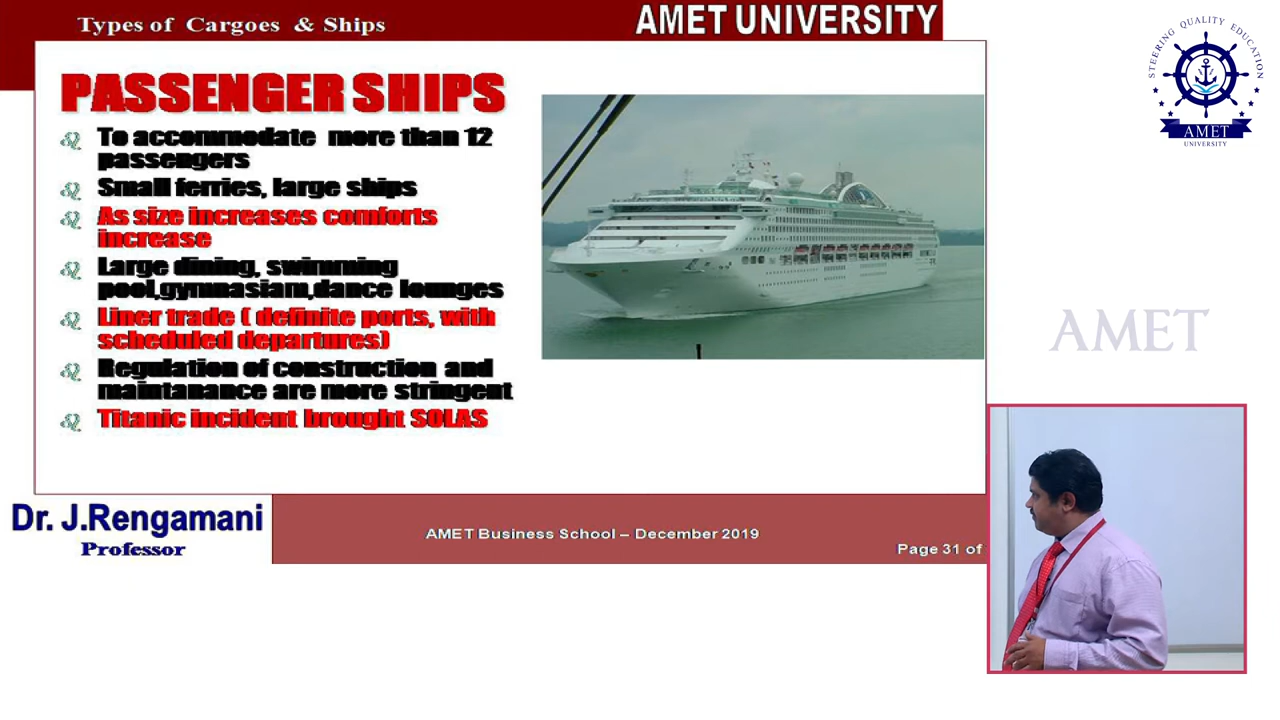 Types of Cargoes & Ships
AMET UNIVERSITY
PASSENGER SHIPS
To accommodate more than 12
passengers
Small ferries, large ships
As size increases comforts
increase
Large dining, swimming
pool,gymnasiam,dance lounges
Liner trade ( definite ports, with
scheduled departures)
Regulation of construction and
maintanance are more stringent
Titanic incident brought SOLAS
Dr. J.Rengamani
Professor
AMET Business School – December 2019
Page 31 of
STEERING QUALITY EDUCATION
AMET
UNIVERSITY
AMET